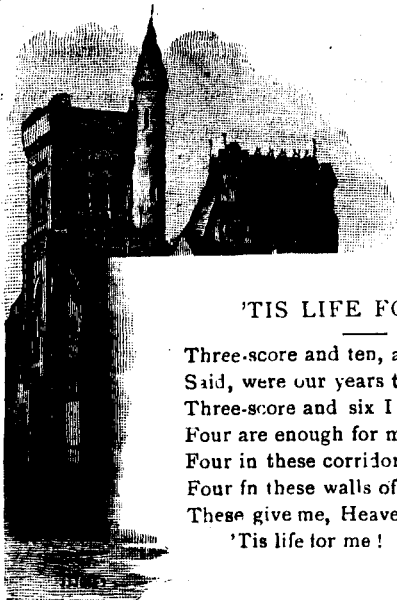 'TIS LIFE FO
Three-score and ten, a
Said, were our years t
Three-score and six I
Four are enough for m
Four in these corridor
Four fn these walls of
These give me, Heave
'Tis life for me !